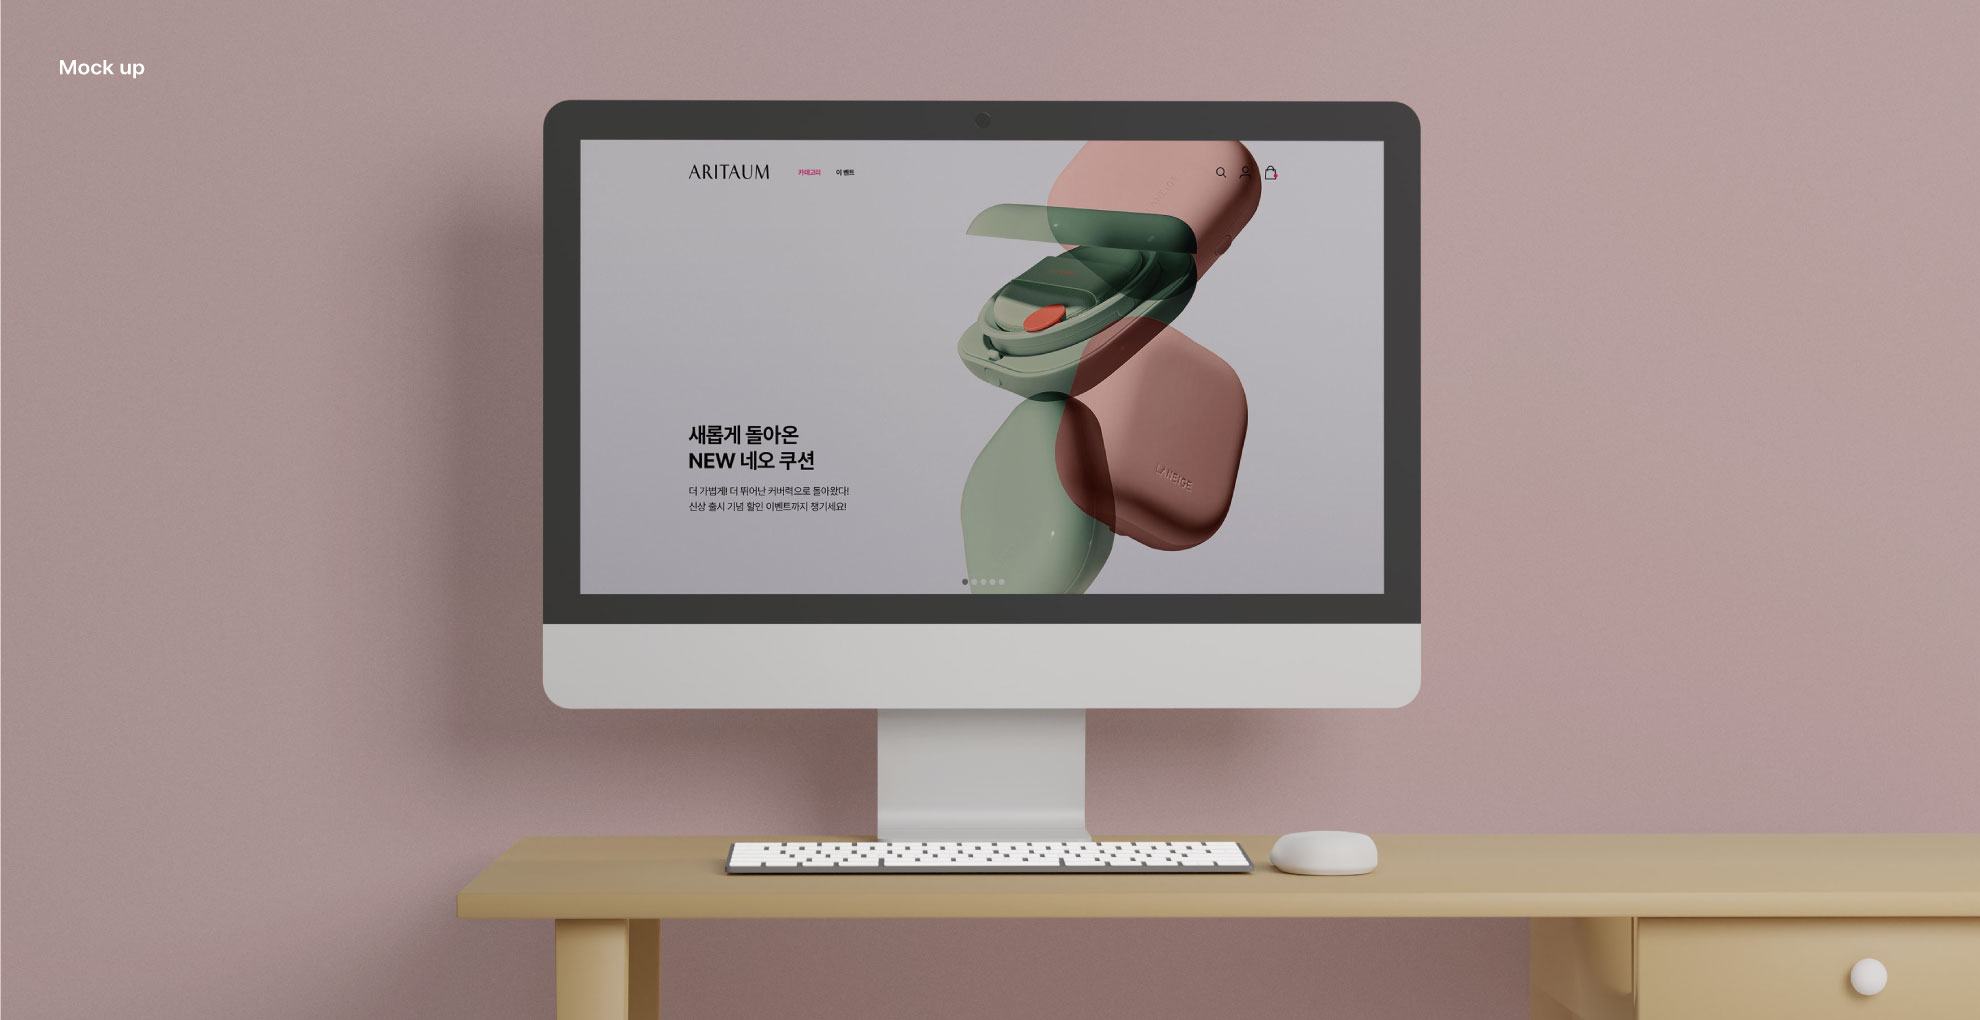 Mock up
ARITAUM 카테고리 이벤트
새롭게 돌아온
NEW 네오 쿠션
더 가볍게! 더 뛰어난 커버력으로 돌아왔다!
신상 출시 기념 할인 이벤트까지 챙기세요!
LANEIGE